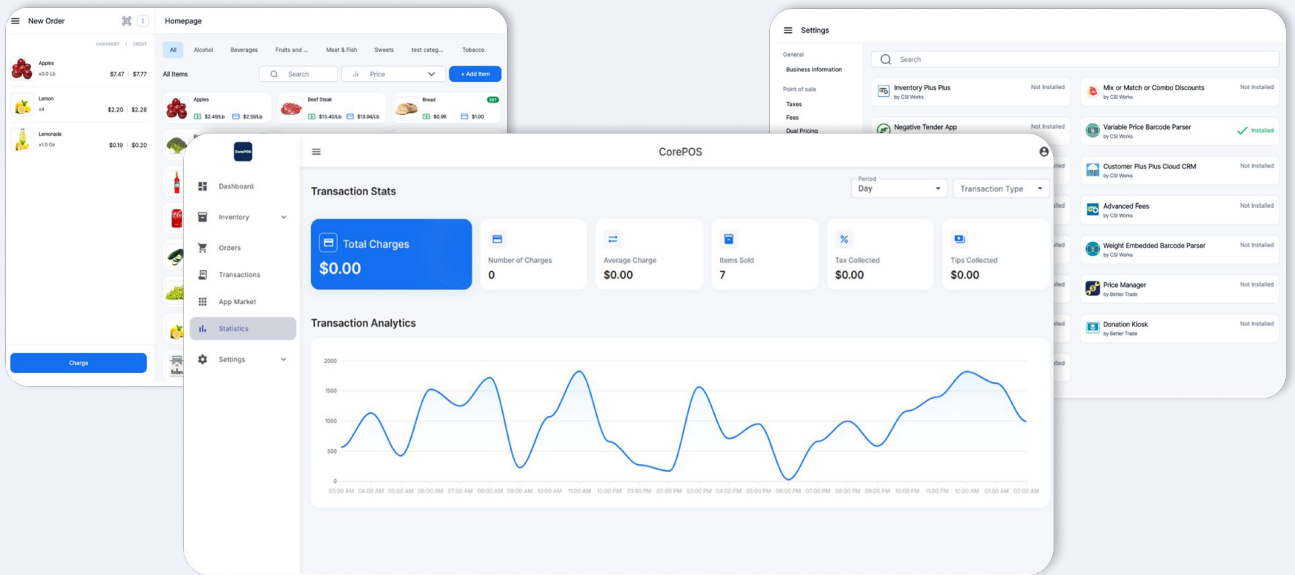 New Order
CASH/DEBIT | CREDIT
Apples
x3.0 Lb
$7.47 | $7.77
Lemon
x4
$2.20 | $2.28
Lemonade
x1.0 Gy
$0.19 | $0.20
Charge
Homepage
All Alcohol Beverages Fruits and ... Meat & Fish Sweets test categ... Tobacco
All Items Search Price + Add Item
Apples
$2.49/Lb $2.59/Lb
Beef Steak
$13.40/Lb $13.94/Lb
Bread
$0.96 $1.00
Settings
General
Business Information
Point of sale
Taxes
Fees
Dual Pricing
Search
Inventory Plus Plus Not Installed
by CSI Works
Mix or Match or Combo Discounts Not Installed
by CSI Works
Negative Tender App Not Installed
Variable Price Barcode Parser Installed
by CSI Works
Customer Plus Plus Cloud CRM Not Installed
by CSI Works
Advanced Fees Not Installed
by CSI Works
Weight Embedded Barcode Parser Not Installed
by CSI Works
Price Manager Not Installed
by Better Trade
Donation Kiosk Not Installed
by Better Trade
CorePOS
CorePOS
Dashboard
Inventory
Orders
Transactions
App Market
Statistics
Settings
Transaction Stats
Period
Day
Transaction Type
Total Charges
$0.00
Number of Charges
0
Average Charge
$0.00
Items Sold
7
Tax Collected
$0.00
Tips Collected
$0.00
Transaction Analytics
2000
1500
1000
500
0
03:00 AM 04:00 AM 05:00 AM 06:00 AM 07:00 AM 08:00 AM 09:00 AM 10:00 AM 11:00 AM 12:00 PM 01:00 PM 02:00 PM 03:00 PM 04:00 PM 05:00 PM 06:00 PM 07:00 PM 08:00 PM 09:00 PM 10:00 PM 11:00 PM 12:00 AM 01:00 AM 02:00 AM